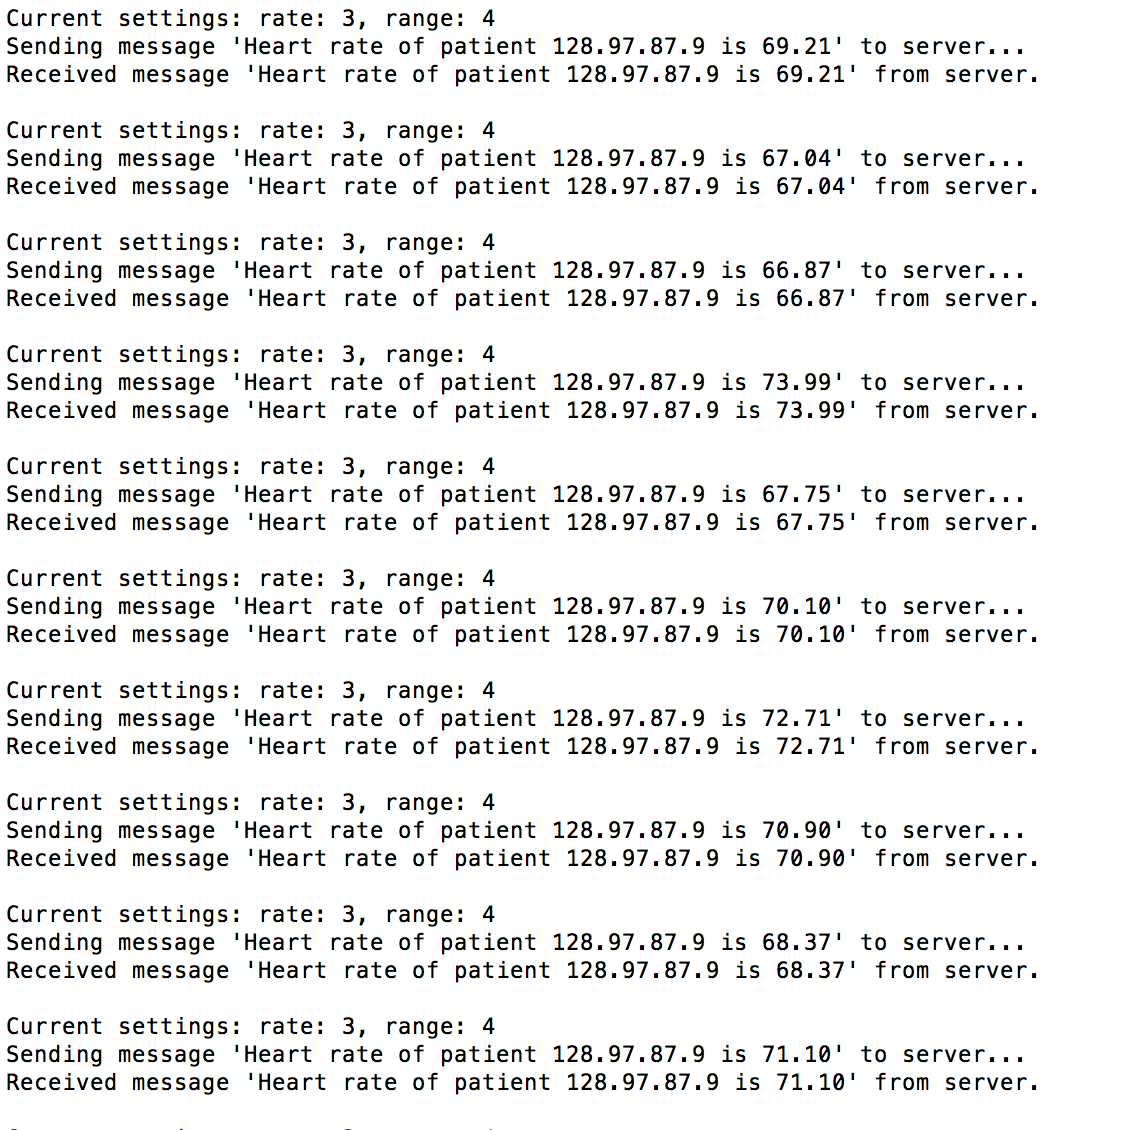 Current settings: rate: 3, range: 4
Sending message 'Heart rate of patient 128.97.87.9 is 69.21' to server...
Received message 'Heart rate of patient 128.97.87.9 is 69.21' from server.
Current settings: rate: 3, range: 4
Sending message 'Heart rate of patient 128.97.87.9 is 67.04' to server...
Received message 'Heart rate of patient 128.97.87.9 is 67.04' from server.
Current settings: rate: 3, range: 4
Sending message 'Heart rate of patient 128.97.87.9 is 66.87' to server...
Received message 'Heart rate of patient 128.97.87.9 is 66.87' from server.
Current settings: rate: 3, range: 4
Sending message 'Heart rate of patient 128.97.87.9 is 73.99' to server...
Received message 'Heart rate of patient 128.97.87.9 is 73.99' from server.
Current settings: rate: 3, range: 4
Sending message 'Heart rate of patient 128.97.87.9 is 67.75' to server...
Received message 'Heart rate of patient 128.97.87.9 is 67.75' from server.
Current settings: rate: 3, range: 4
Sending message 'Heart rate of patient 128.97.87.9 is 70.10' to server...
Received message 'Heart rate of patient 128.97.87.9 is 70.10' from server.
Current settings: rate: 3, range: 4
Sending message 'Heart rate of patient 128.97.87.9 is 72.71' to server...
Received message 'Heart rate of patient 128.97.87.9 is 72.71' from server.
Current settings: rate: 3, range: 4
Sending message 'Heart rate of patient 128.97.87.9 is 70.90' to server...
Received message 'Heart rate of patient 128.97.87.9 is 70.90' from server.
Current settings: rate: 3, range: 4
Sending message 'Heart rate of patient 128.97.87.9 is 68.37' to server...
Received message 'Heart rate of patient 128.97.87.9 is 68.37' from server.
Current settings: rate: 3, range: 4
Sending message 'Heart rate of patient 128.97.87.9 is 71.10' to server...
Received message 'Heart rate of patient 128.97.87.9 is 71.10' from server.